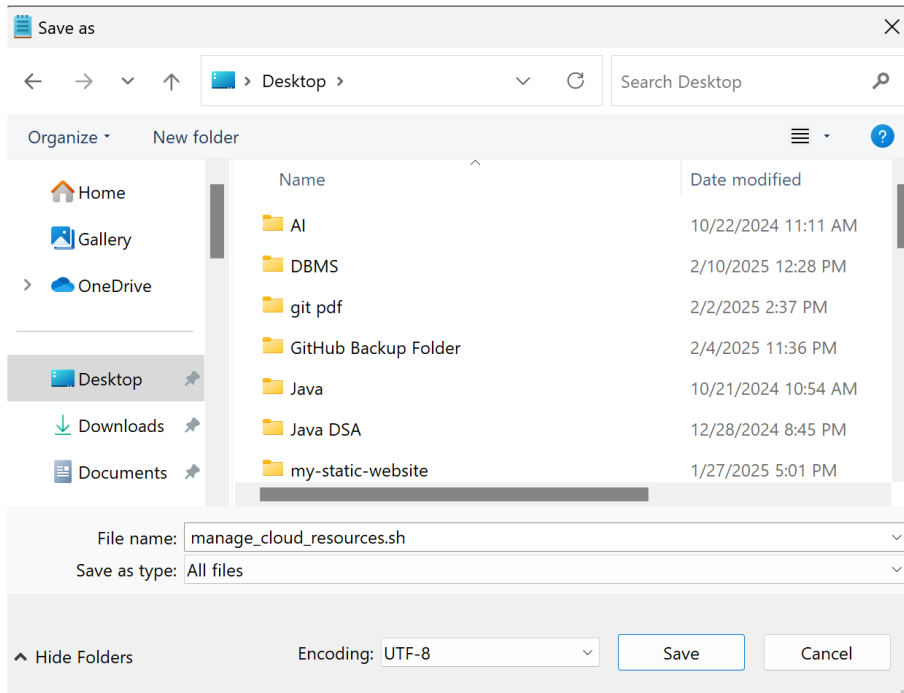 Save as
Desktop
Search Desktop
Organize
New folder
?
Home
Gallery
OneDrive
Desktop
Downloads
Documents
Name Date modified
AI 10/22/2024 11:11 AM
DBMS 2/10/2025 12:28 PM
git pdf 2/2/2025 2:37 PM
GitHub Backup Folder 2/4/2025 11:36 PM
Java 10/21/2024 10:54 AM
Java DSA 12/28/2024 8:45 PM
my-static-website 1/27/2025 5:01 PM
File name: manage_cloud_resources.sh
Save as type: All files
Hide Folders
Encoding: UTF-8
Save
Cancel